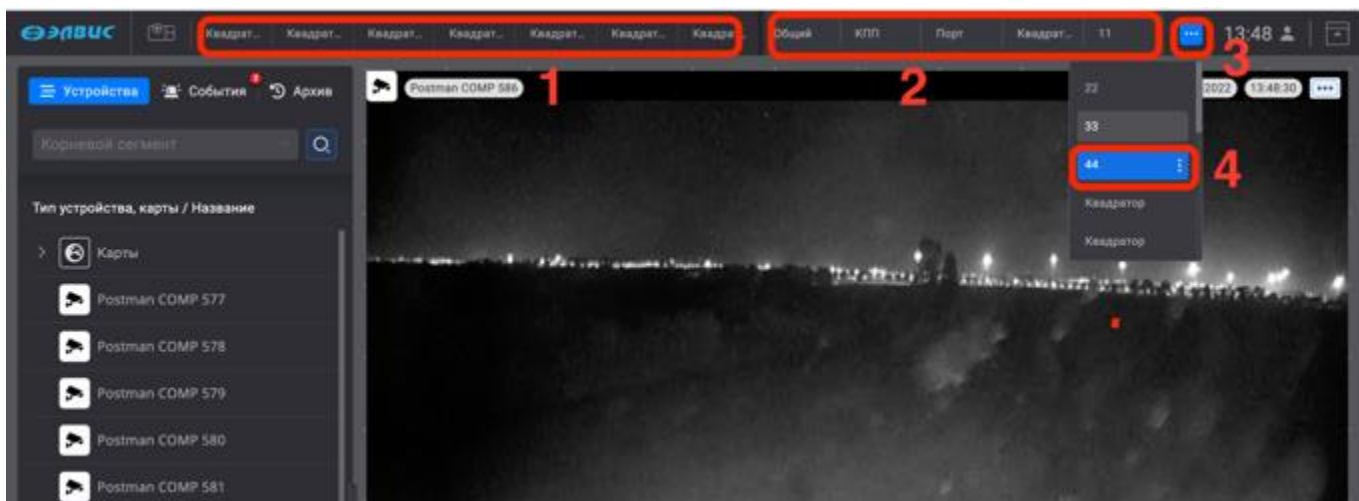 ЭЛВИС Квадрат... Квадрат... Квадрат... Квадрат... Квадрат... Квадрат... Квадрат... Общий КПП Порт Квадрат... 11 ... 13:48
Устройства События Архив
Postman COMP 586
1
2
3
22
2022 13:48:30 ...
Корневой сегмент
33
44
4
Тип устройства, карты / Название
Квадратор
Карты
Квадратор
Postman COMP 577
Postman COMP 578
Postman COMP 579
Postman COMP 580
Postman COMP 581